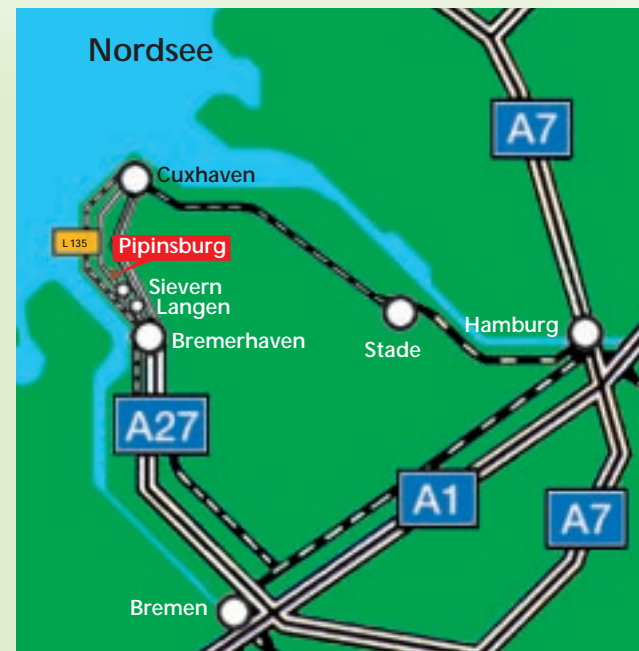 Nordsee
A7
Cuxhaven
L 135
Pipinsburg
Sievern
Langen
Bremerhaven
Stade
Hamburg
A27
A1
A7
Bremen